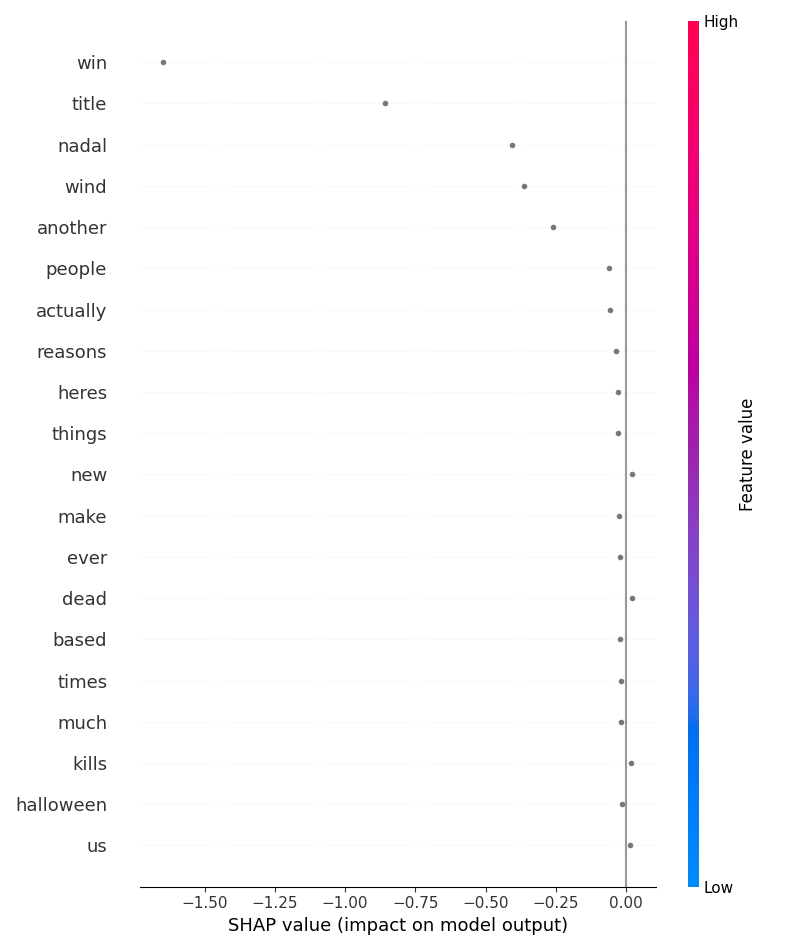 High
win
title
nadal
wind
another
people
actually
reasons
heres
things
new
make
ever
dead
based
times
much
kills
halloween
us
Feature value
Low
−1.50 −1.25 −1.00 −0.75 −0.50 −0.25 0.00
SHAP value (impact on model output)